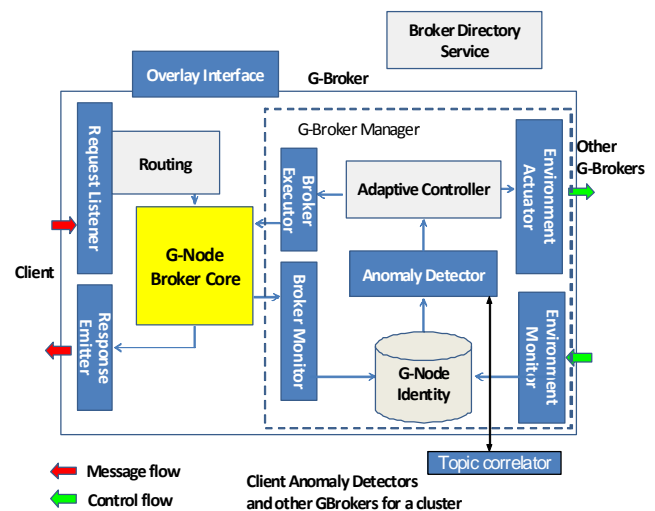 Broker Directory
Service
Overlay Interface
G-Broker
Request Listener
Routing
G-Broker Manager
Broker
Executor
Adaptive Controller
Environment
Actuator
Other
G-Brokers
Client
G-Node
Broker Core
Anomaly Detector
Response
Emitter
Broker Monitor
G-Node
Identity
Environment
Monitor
Topic correlator
Message flow
Control flow
Client Anomaly Detectors
and other GBrokers for a cluster